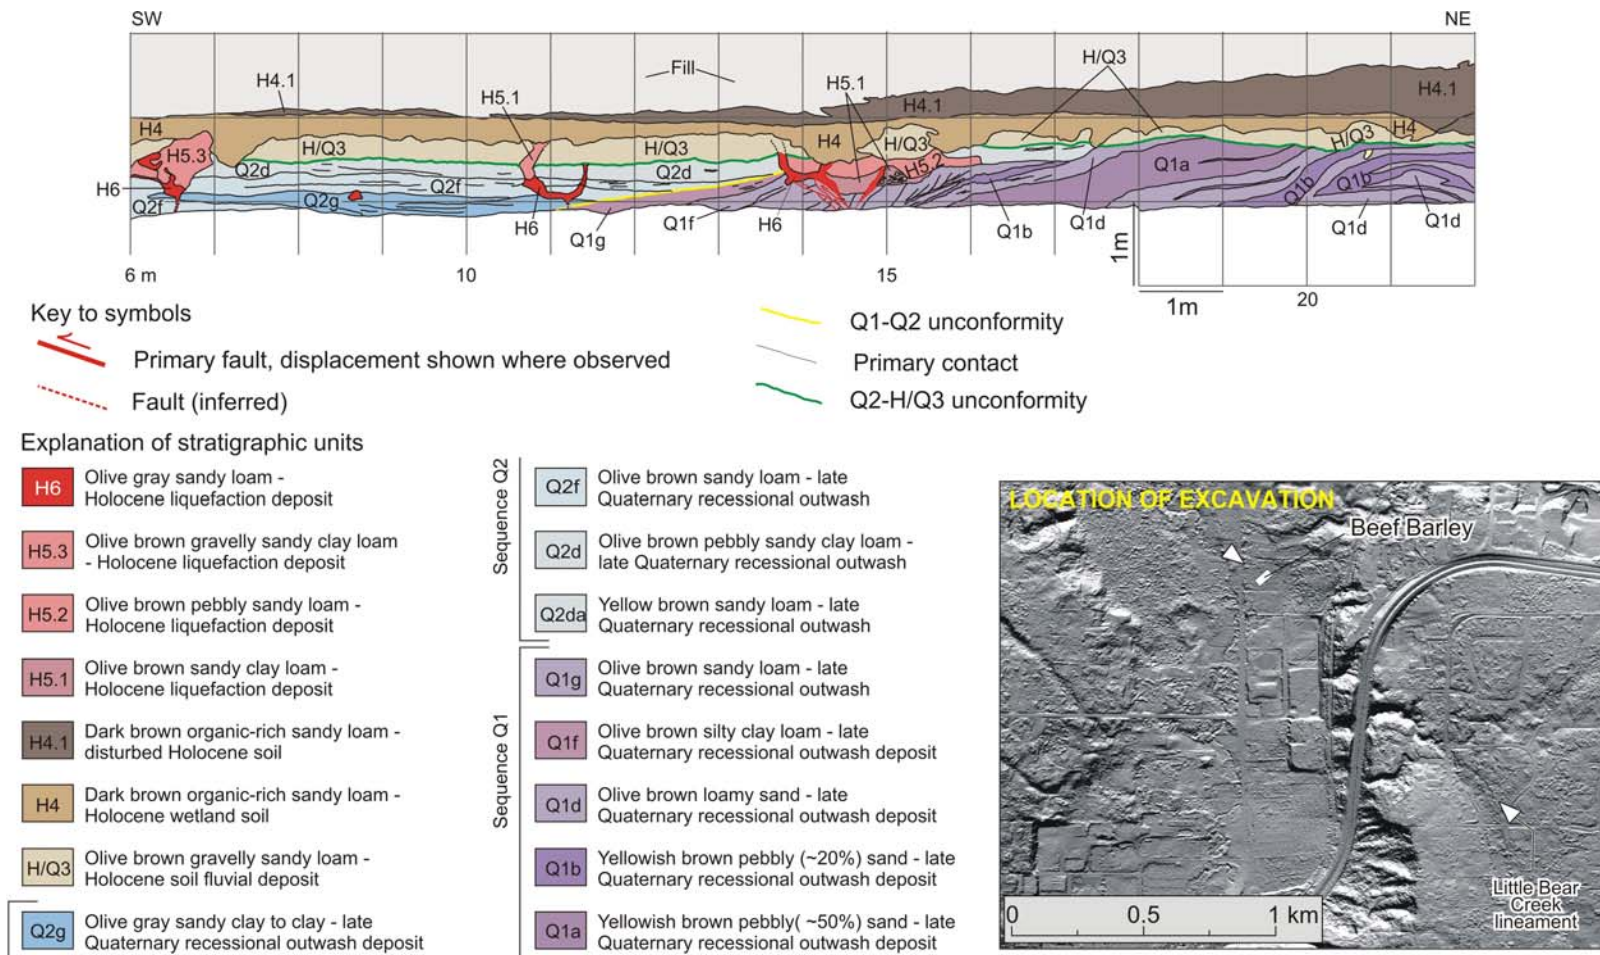 SW
NE
Fill
H/Q3
H4.1
H5.1
H5.1
H4.1
H4.1
H4
H5.3
H/Q3
H/Q3
H4
H/Q3
H/Q3
H4
Q2d
Q2f
Q2d
H5.2
Q1a
H6
Q2f
Q2g
Q1b
Q1b
H6
Q1g
Q1f
H6
Q1b
Q1d
Q1d
Q1d
6 m
10
15
20
1m
1m
Key to symbols
Primary fault, displacement shown where observed
Fault (inferred)
Q1-Q2 unconformity
Primary contact
Q2-H/Q3 unconformity
Explanation of stratigraphic units
H6
Olive gray sandy loam -
Holocene liquefaction deposit
H5.3
Olive brown gravelly sandy clay loam
- Holocene liquefaction deposit
H5.2
Olive brown pebbly sandy loam -
Holocene liquefaction deposit
H5.1
Olive brown sandy clay loam -
Holocene liquefaction deposit
H4.1
Dark brown organic-rich sandy loam -
disturbed Holocene soil
H4
Dark brown organic-rich sandy loam -
Holocene wetland soil
H/Q3
Olive brown gravelly sandy loam -
Holocene soil fluvial deposit
Q2g
Olive gray sandy clay to clay - late
Quaternary recessional outwash deposit
Sequence Q2
Q2f
Olive brown sandy loam - late
Quaternary recessional outwash
Q2d
Olive brown pebbly sandy clay loam -
late Quaternary recessional outwash
Q2da
Yellow brown sandy loam - late
Quaternary recessional outwash
Sequence Q1
Q1g
Olive brown sandy loam - late
Quaternary recessional outwash
Q1f
Olive brown silty clay loam - late
Quaternary recessional outwash deposit
Q1d
Olive brown loamy sand - late
Quaternary recessional outwash deposit
Q1b
Yellowish brown pebbly (~20%) sand - late
Quaternary recessional outwash deposit
Q1a
Yellowish brown pebbly( ~50%) sand - late
Quaternary recessional outwash deposit
LOCATION OF EXCAVATION
Beef Barley
Little Bear
Creek
lineament
0 0.5 1 km